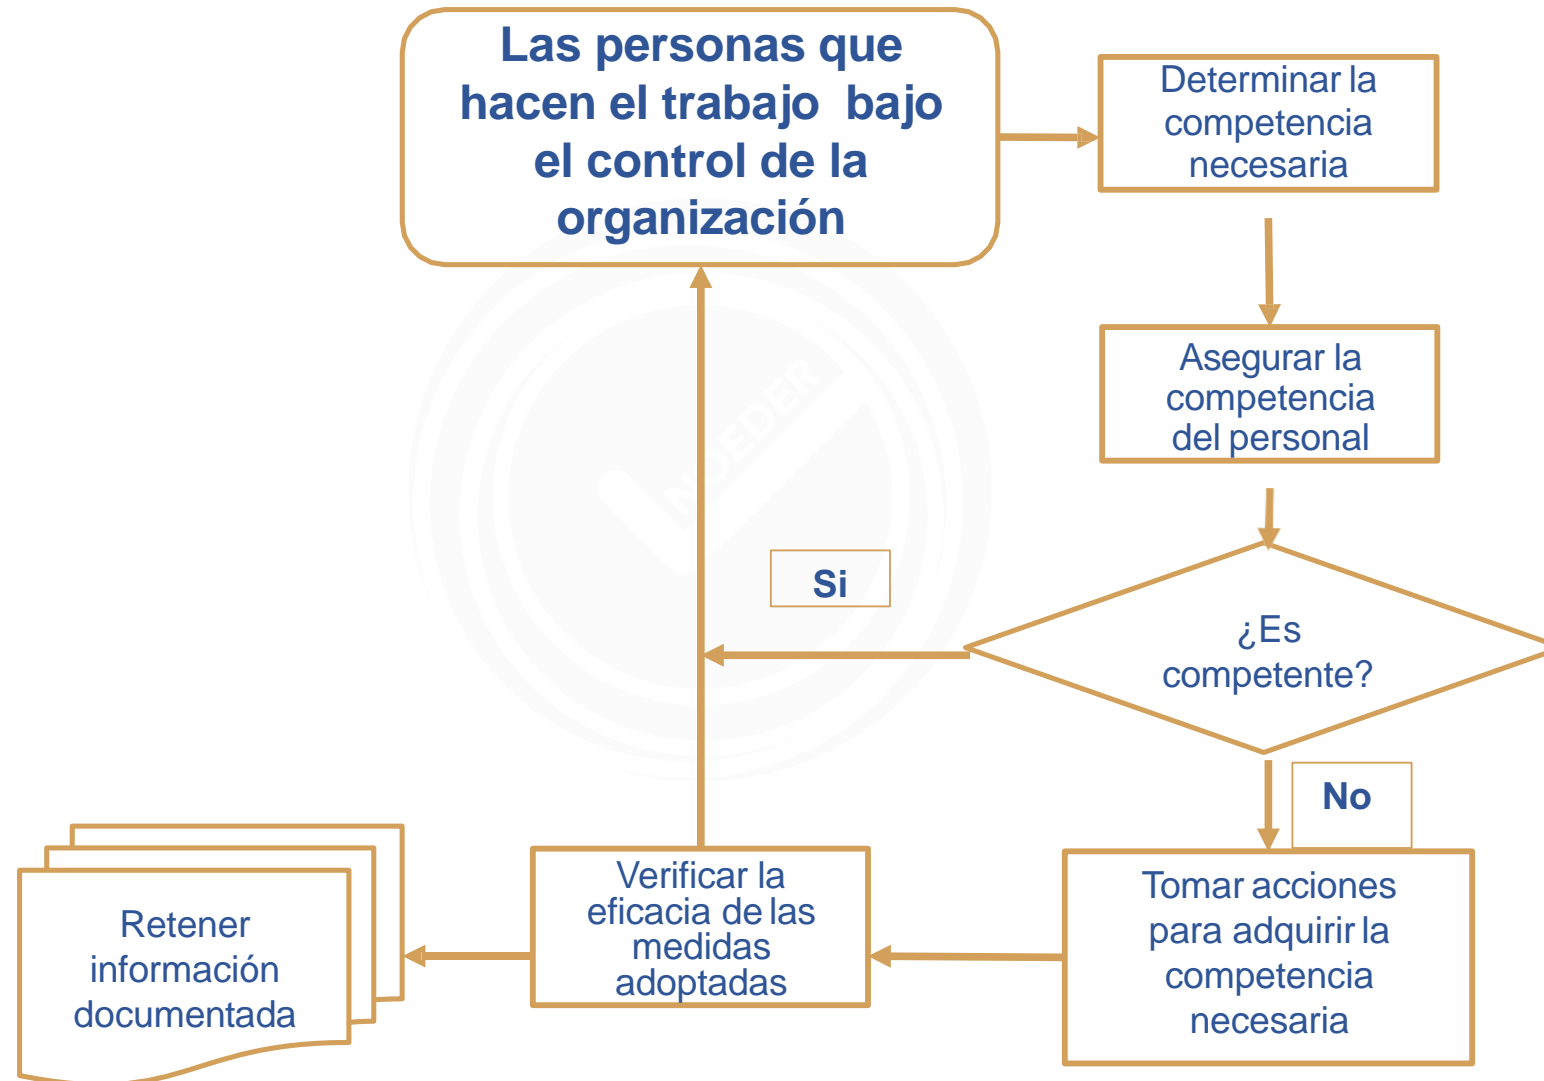 Las personas que
hacen el trabajo bajo
el control de la
organización
Determinar la
competencia
necesaria
Asegurar la
competencia
del personal
¿Es
competente?
Si
No
Tomar acciones
para adquirir la
competencia
necesaria
Verificar la
eficacia de las
medidas
adoptadas
Retener
información
documentada
NOEDER